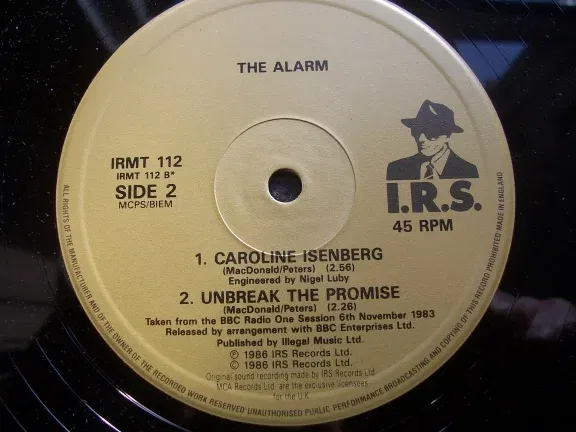 THE ALARM
IRMT 112
IRMT 112 B*
SIDE 2
MCPS/BIEM
I.R.S.
45 RPM
1. CAROLINE ISENBERG
(MacDonald/Peters) (2.56)
Engineered by Nigel Luby
2. UNBREAK THE PROMISE
(MacDonald/Peters) (2.26)
Taken from the BBC Radio One Session 6th November 1983
Released by arrangement with BBC Enterprises Ltd.
Published by Illegal Music Ltd.
℗ 1986 IRS Records Ltd.
© 1986 IRS Records Ltd.
Original sound recording made by IRS Records Ltd.
MCA Records Ltd. are the exclusive licensees
for the U.K.
ALL RIGHTS OF THE MANUFACTURER AND OF THE OWNER OF THE RECORDED WORK RESERVED UNAUTHORISED PUBLIC PERFORMANCE BROADCASTING AND COPYING OF THIS RECORD PROHIBITED MADE IN ENGLAND